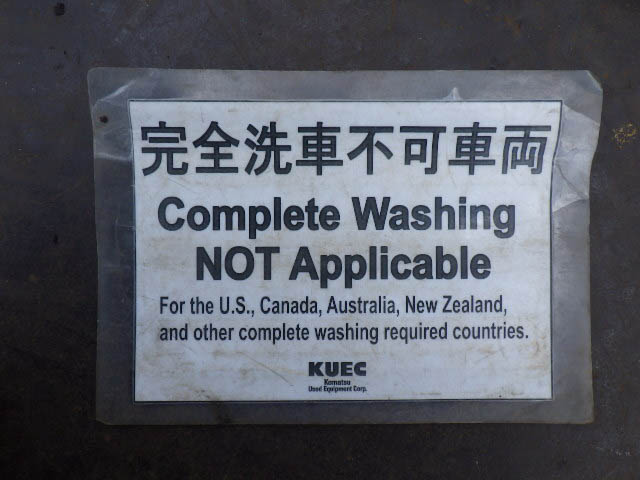 完全洗車不可車両
Complete Washing
NOT Applicable
For the U.S., Canada, Australia, New Zealand,
and other complete washing required countries.
KUEC
Komatsu
Used Equipment Corp.